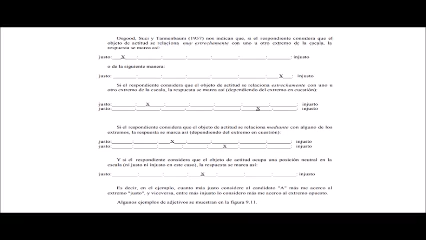 Osgood, Suci y Tannenbaum (1957) nos indican que, si el respondiente considera que el
objeto de actitud se relaciona muy estrechamente con uno u otro extremo de la escala, la
respuesta se marca así:
justo: X : : : : : : : injusto
o de la siguiente manera:
justo: : : : : : : X : injusto
Si el respondiente considera que el objeto de actitud se relaciona estrechamente con uno u
otro extremo de la escala, la respuesta se marca así (dependiendo del extremo en cuestión):
justo: : X : : : : : : injusto
justo: : : : : : X : : injusto
Si el respondiente considera que el objeto de actitud se relaciona medianamente con alguno de los
extremos, la respuesta se marca así (dependiendo del extremo en cuestión):
justo: : : X : : : : : injusto
justo: : : : : X : : : injusto
Y si el respondiente considera que el objeto de actitud ocupa una posición neutral en la
escala (ni justo ni injusto en este caso), la respuesta se marca así:
justo: : : : X : : : : injusto
Es decir, en el ejemplo, cuanto más justo considere al candidato "A" más me acerco al
extremo "justo", y viceversa, entre más injusto lo considero más me acerco al extremo opuesto.
Algunos ejemplos de adjetivos se muestran en la figura 9.11.